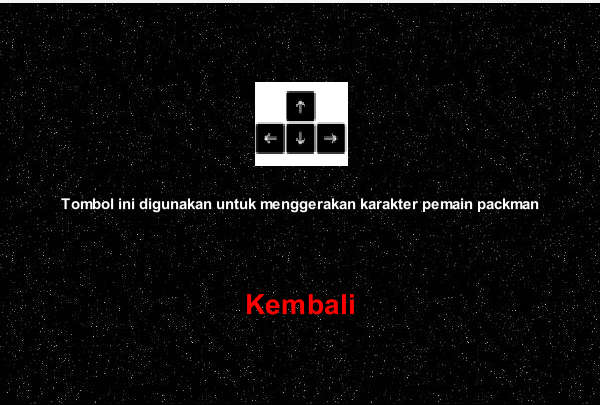 Tombol ini digunakan untuk menggerakan karakter pemain packman
Kembali